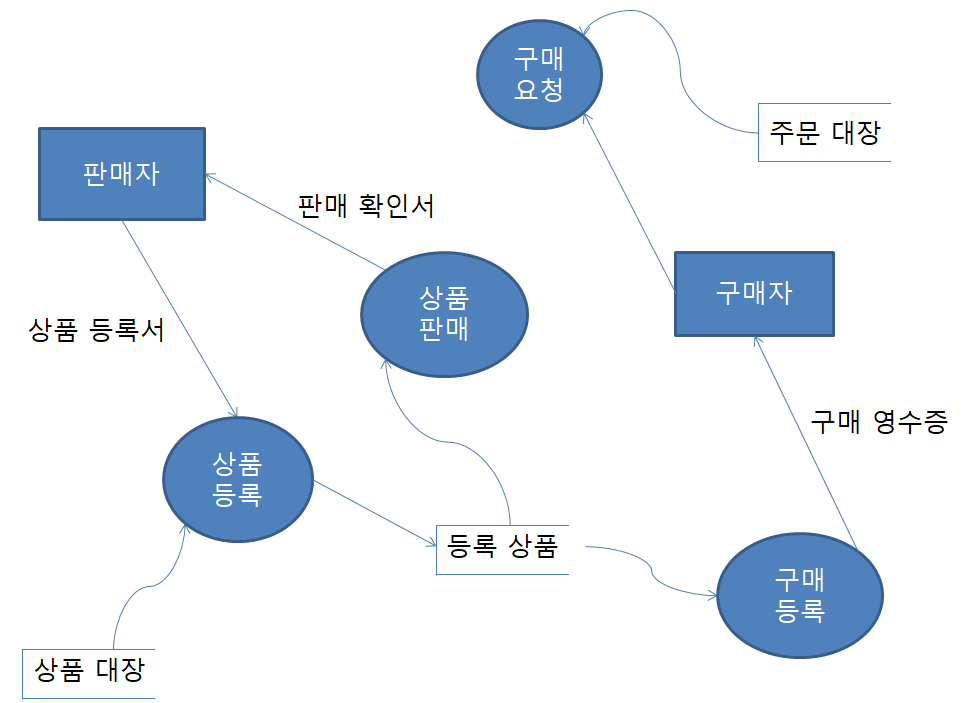 구매
요청
주문 대장
판매자
판매 확인서
구매자
상품
판매
상품 등록서
구매 영수증
상품
등록
등록 상품
구매
등록
상품 대장